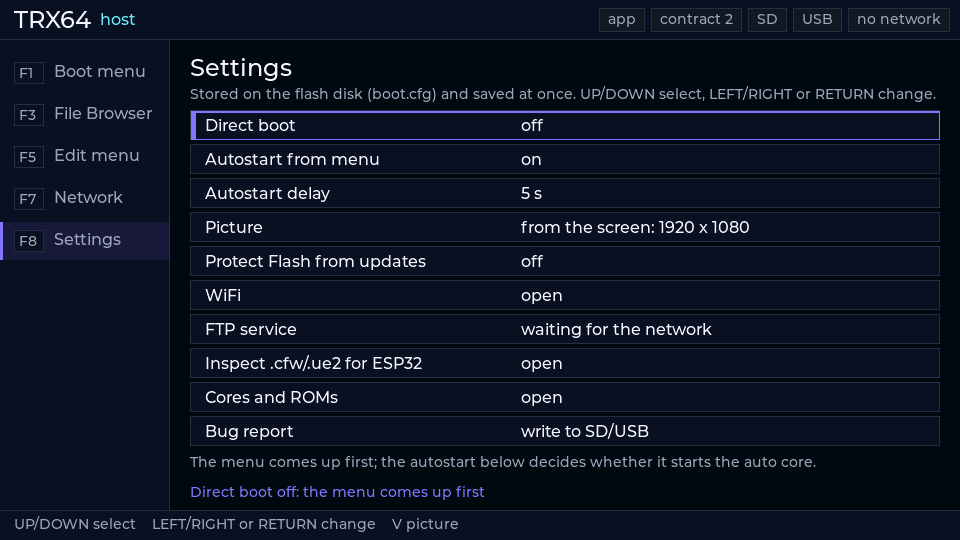 TRX64 host
app contract 2 SD USB no network
F1 Boot menu
F3 File Browser
F5 Edit menu
F7 Network
F8 Settings
Settings
Stored on the flash disk (boot.cfg) and saved at once. UP/DOWN select, LEFT/RIGHT or RETURN change.
Direct boot off
Autostart from menu on
Autostart delay 5 s
Picture from the screen: 1920 x 1080
Protect Flash from updates off
WiFi open
FTP service waiting for the network
Inspect .cfw/.ue2 for ESP32 open
Cores and ROMs open
Bug report write to SD/USB
The menu comes up first; the autostart below decides whether it starts the auto core.
Direct boot off: the menu comes up first
UP/DOWN select LEFT/RIGHT or RETURN change V picture